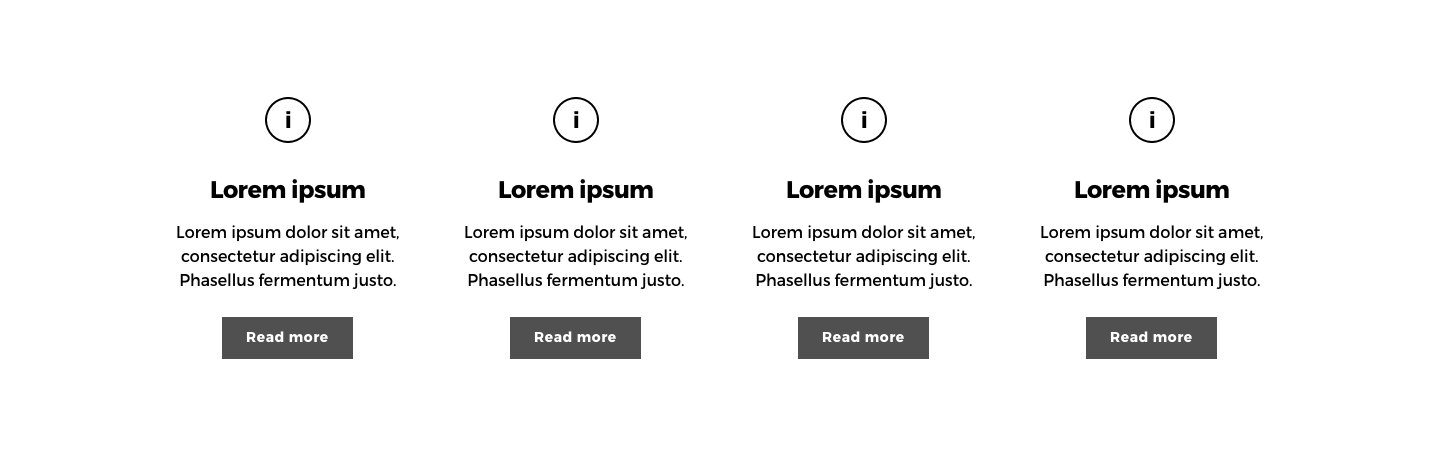 i
Lorem ipsum
Lorem ipsum dolor sit amet,
consectetur adipiscing elit.
Phasellus fermentum justo.
Read more
i
Lorem ipsum
Lorem ipsum dolor sit amet,
consectetur adipiscing elit.
Phasellus fermentum justo.
Read more
i
Lorem ipsum
Lorem ipsum dolor sit amet,
consectetur adipiscing elit.
Phasellus fermentum justo.
Read more
i
Lorem ipsum
Lorem ipsum dolor sit amet,
consectetur adipiscing elit.
Phasellus fermentum justo.
Read more